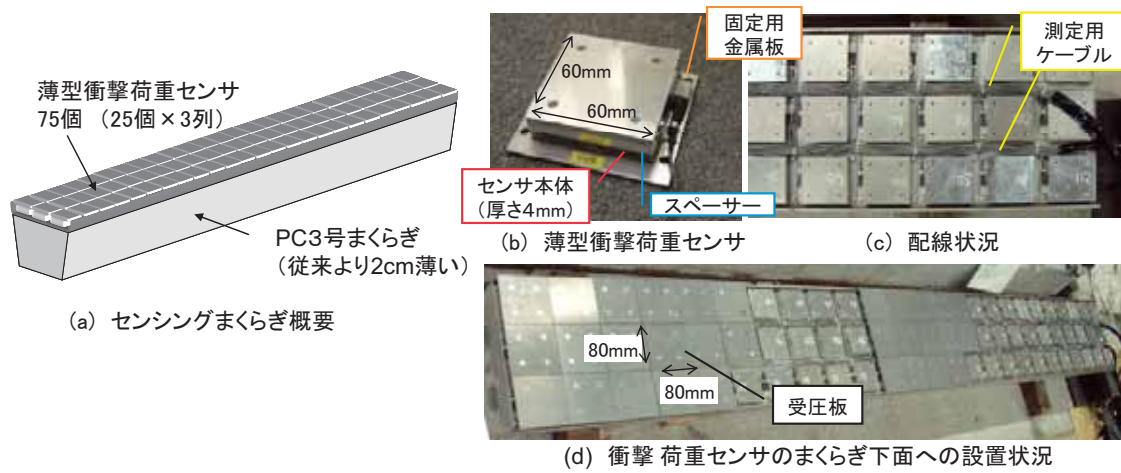 薄型衝撃荷重センサ
75個 (25個×3列)
PC3号まくらぎ
(従来より2cm薄い)
(a) センシングまくらぎ概要
固定用
金属板
60mm
60mm
センサ本体
(厚さ4mm)
スペーサー
(b) 薄型衝撃荷重センサ
測定用
ケーブル
(c) 配線状況
80mm
80mm
受圧板
(d) 衝撃 荷重センサのまくらぎ下面への設置状況